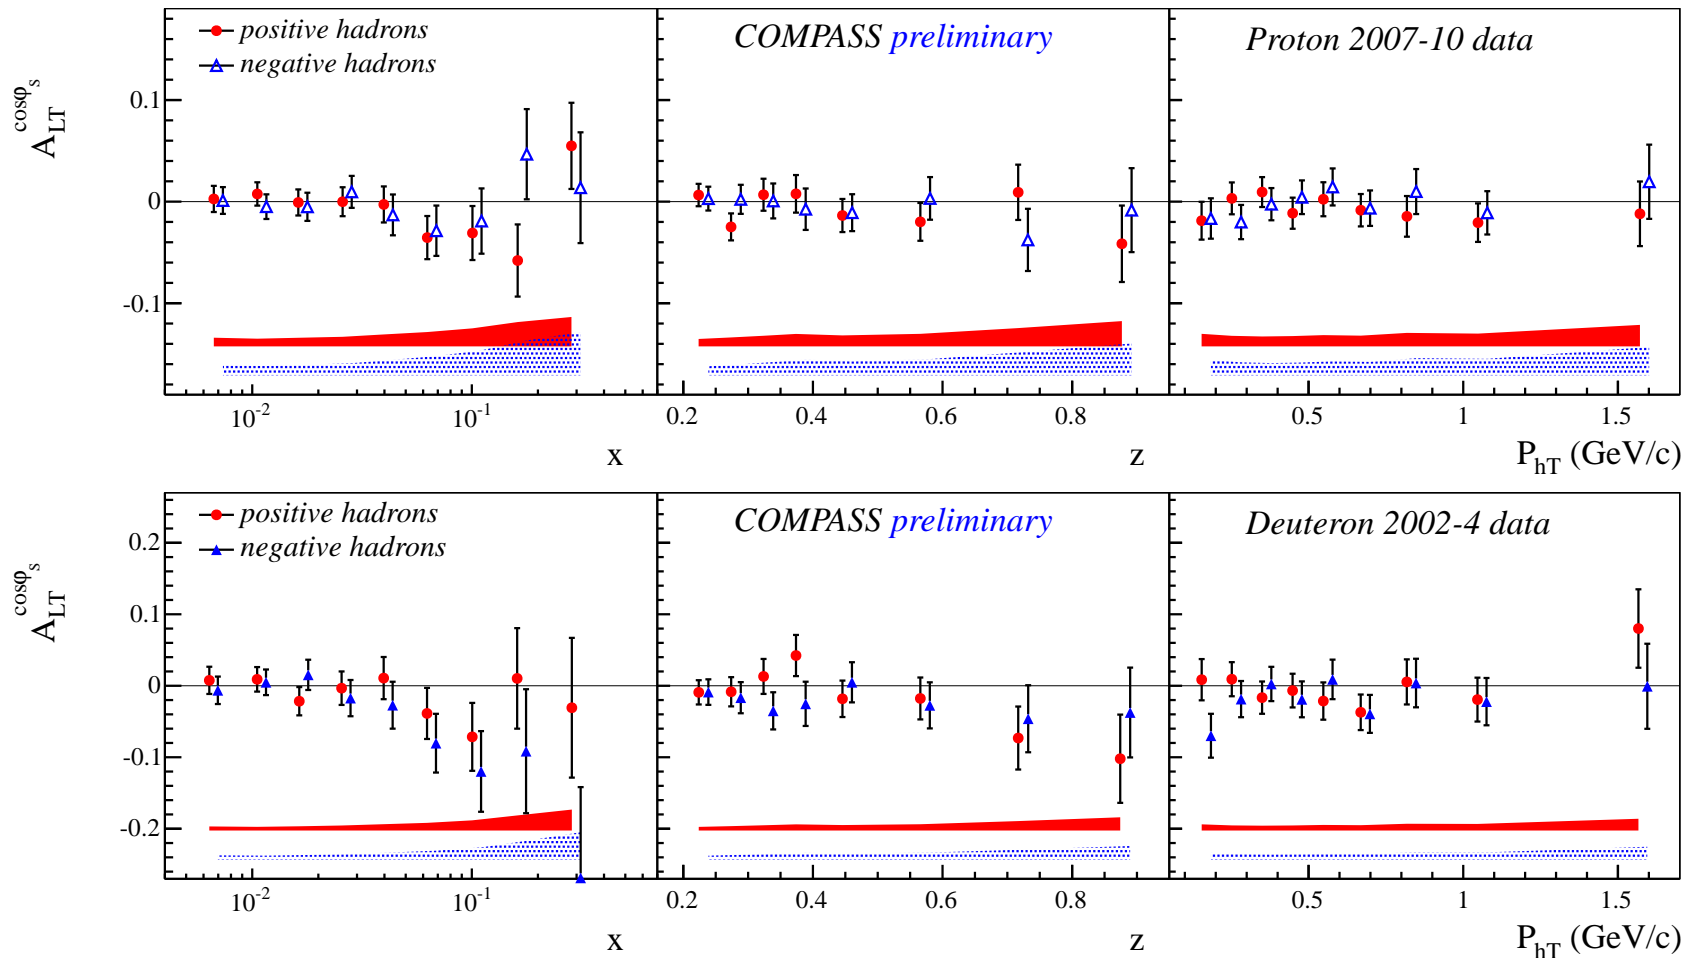 positive hadrons
negative hadrons
COMPASS preliminary
Proton 2007-10 data
A_LT^cosφ_s
0.1
0
-0.1
10^-2
10^-1
0.2
0.4
0.6
0.8
0.5
1
1.5
x
z
P_hT (GeV/c)
positive hadrons
negative hadrons
COMPASS preliminary
Deuteron 2002-4 data
A_LT^cosφ_s
0.2
0.1
0
-0.1
-0.2
10^-2
10^-1
0.2
0.4
0.6
0.8
0.5
1
1.5
x
z
P_hT (GeV/c)